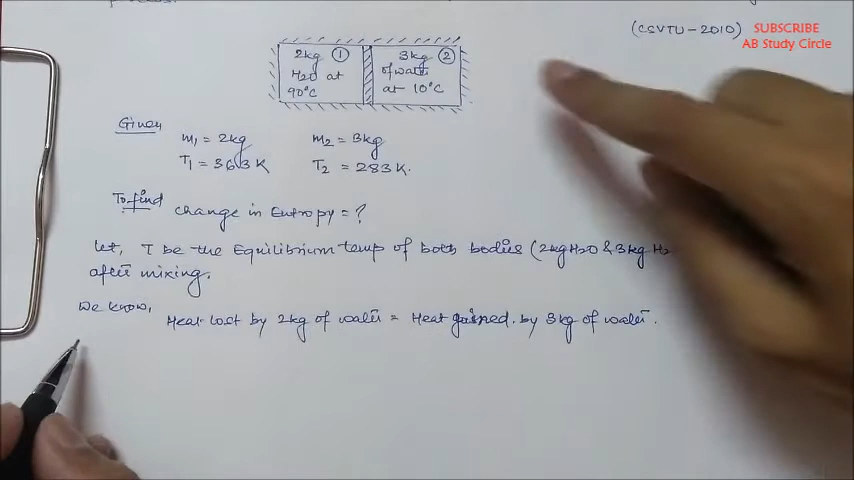 (CSVTU-2010)
SUBSCRIBE
AB Study Circle
2kg ①
H2O at
90°C
3kg ②
of water
at 10°C
Given
m1 = 2kg m2 = 3kg
T1 = 363K T2 = 283K.
To find change in Entropy = ?
let, T be the Equilibrium temp of both bodies (2kg H2O & 3kg H2
after mixing.
We know,
Heat lost by 2kg of water = Heat gained. by 3kg of water.